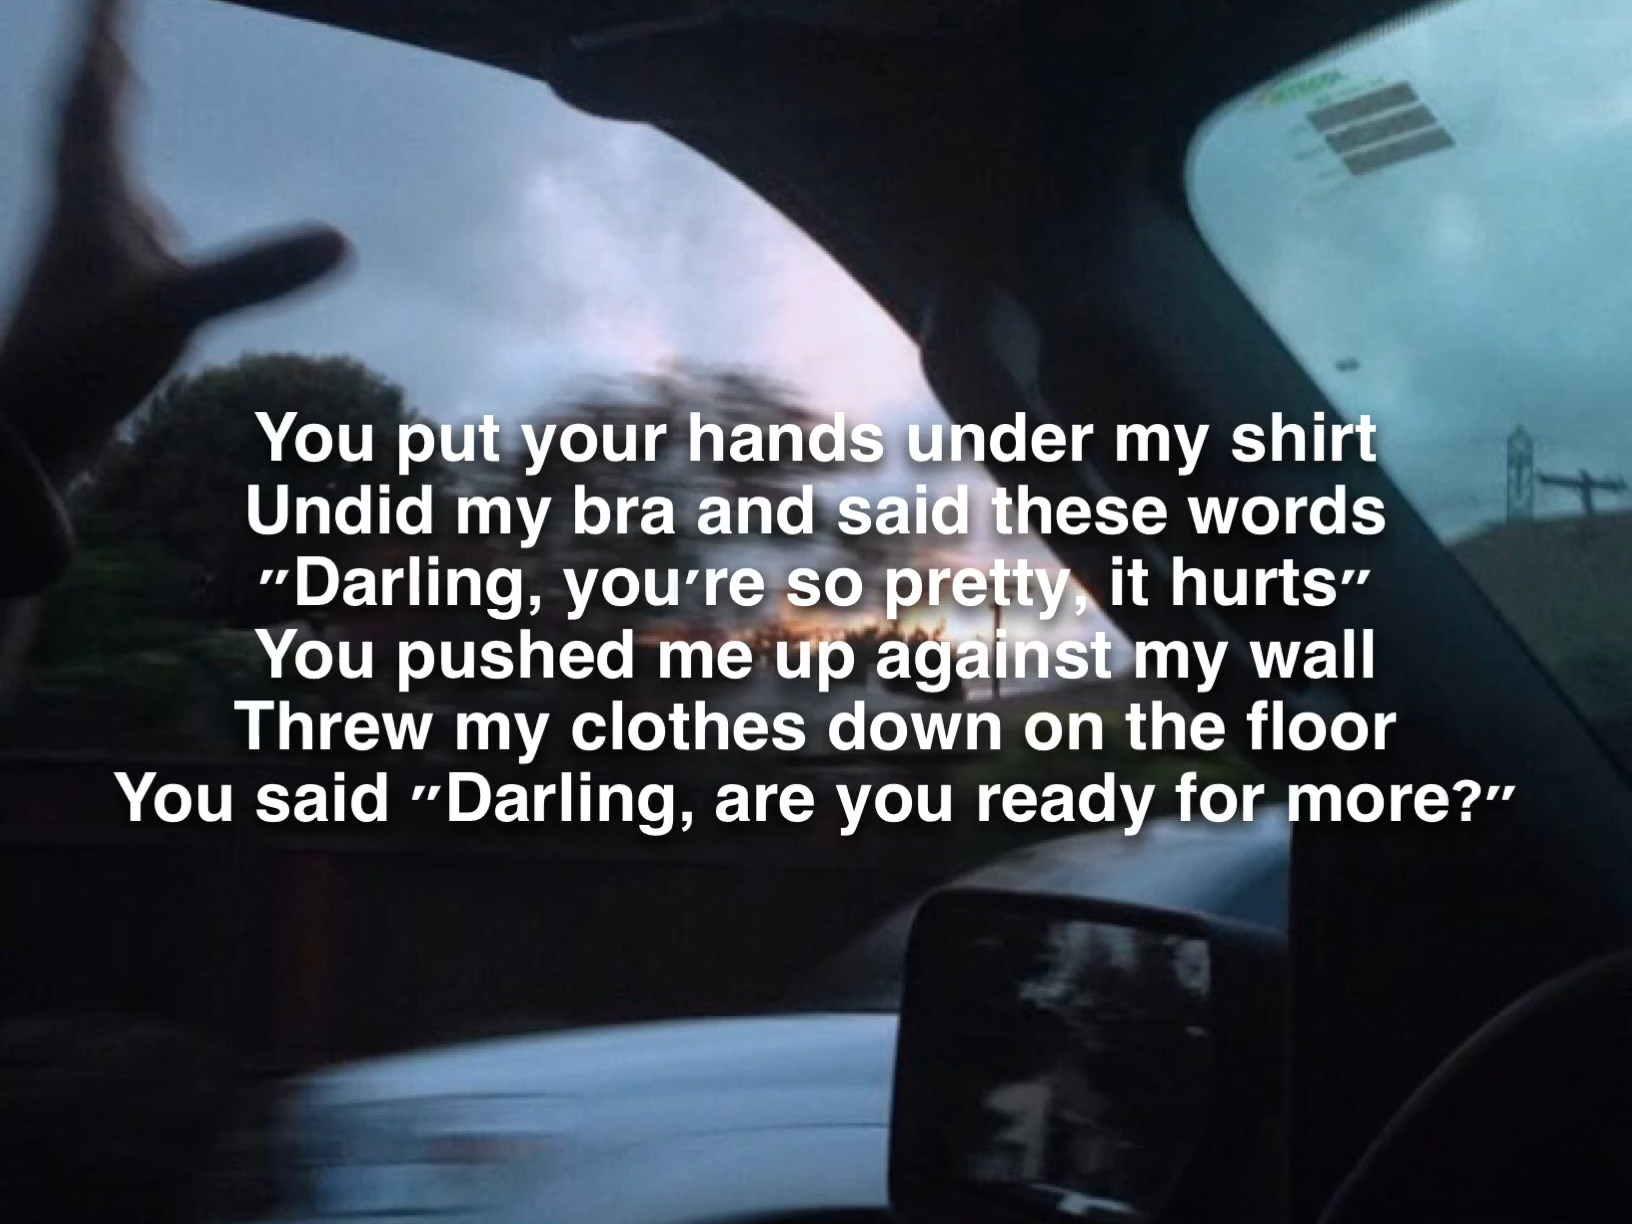 You put your hands under my shirt
Undid my bra and said these words
"Darling, you're so pretty, it hurts"
You pushed me up against my wall
Threw my clothes down on the floor
You said "Darling, are you ready for more?"